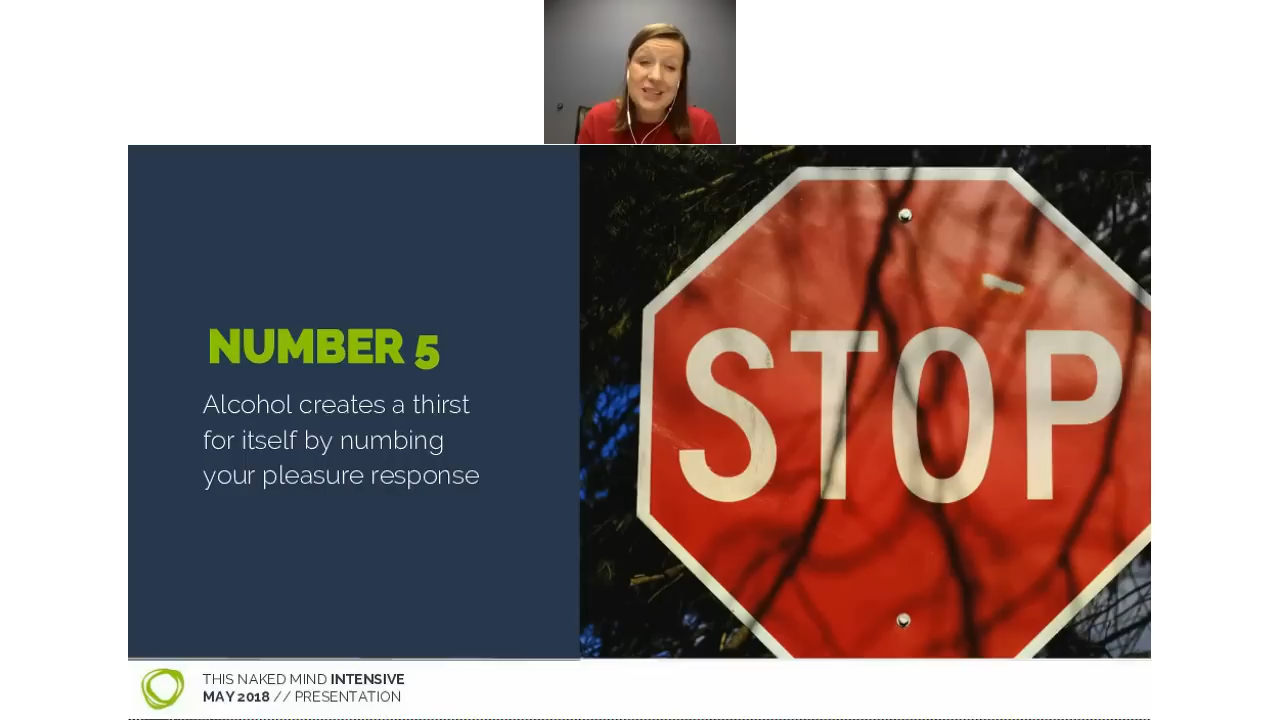 NUMBER 5
Alcohol creates a thirst
for itself by numbing
your pleasure response
STOP
THIS NAKED MIND INTENSIVE
MAY 2018 // PRESENTATION